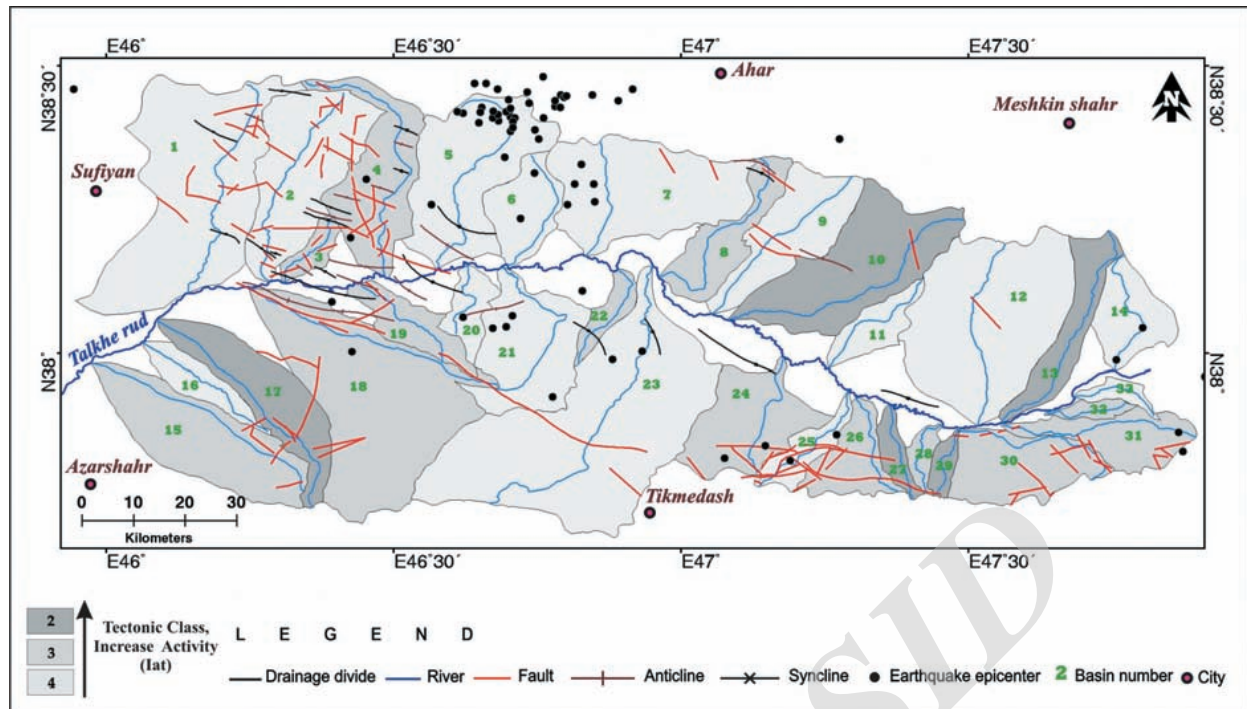 E46° E46°30´ E47° E47°30´
N38°30´ N38°30´
Ahar
Meshkin shahr
N
Sufiyan
1
2
3
4
5
6
7
8
9
10
11
12
13
14
Talkhe rud
N38° N38°
15
16
17
18
19
20
21
22
23
24
25
26
27
28
29
30
31
32
33
Azarshahr
Tikmedash
0 10 20 30
Kilometers
E46° E46°30´ E47° E47°30´
2
3
4
Tectonic Class,
Increase Activity
(Iat)
L E G E N D
Drainage divide River Fault Anticline Syncline Earthquake epicenter 2 Basin number City
SID